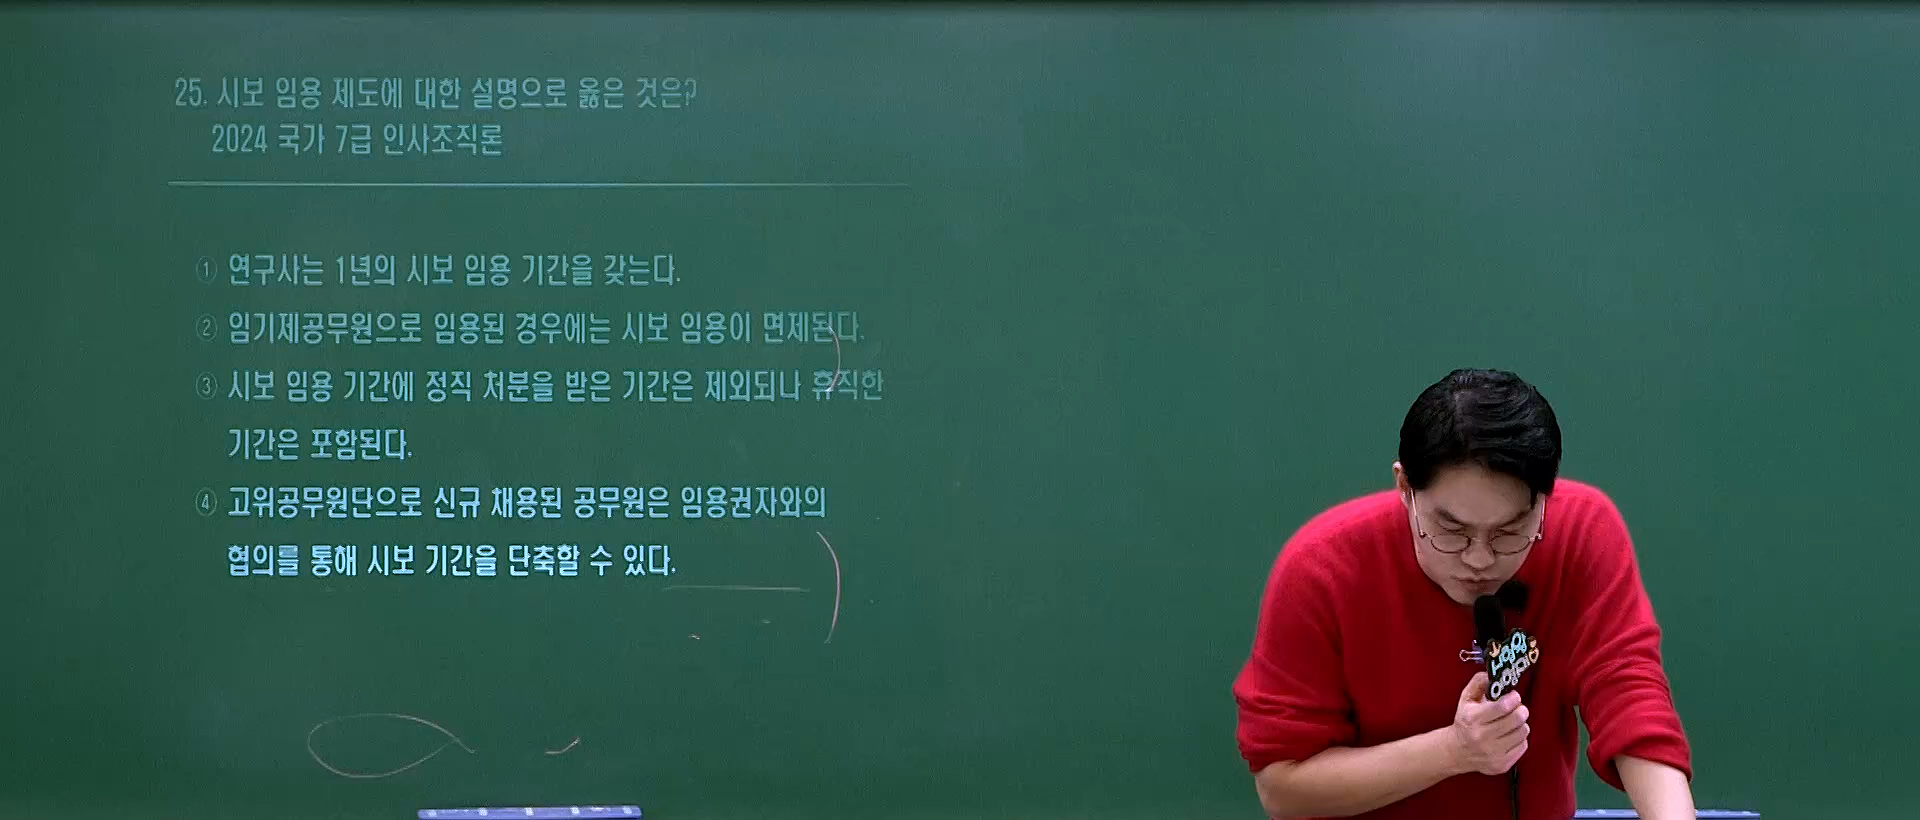 25. 시보 임용 제도에 대한 설명으로 옳은 것은?
2024 국가 7급 인사조직론
① 연구사는 1년의 시보 임용 기간을 갖는다.
② 임기제공무원으로 임용된 경우에는 시보 임용이 면제된다.
③ 시보 임용 기간에 정직 처분을 받은 기간은 제외되나 휴직한
기간은 포함된다.
④ 고위공무원단으로 신규 채용된 공무원은 임용권자와의
협의를 통해 시보 기간을 단축할 수 있다.